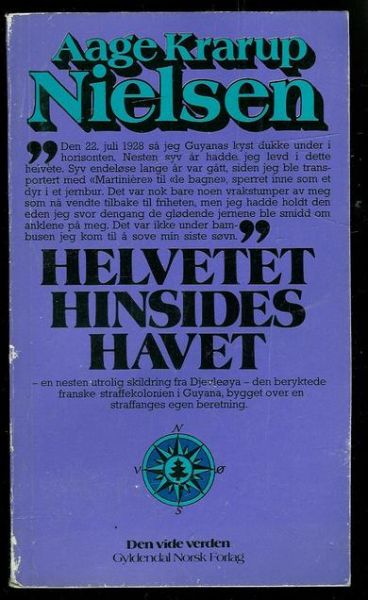 Aage Krarup
Nielsen
„Den 22. juli 1928 så jeg Guyanas kyst dukke under i
horisonten. Nesten syv år hadde jeg levd i dette
helvete. Syv endeløse lange år var gått, siden jeg ble trans-
portert med «Martinière» til «le bagne», sperret inne som et
dyr i et jernbur. Det var nok bare noen vrakstumper av meg
som nå vendte tilbake til friheten, men jeg hadde holdt den
eden jeg svor dengang de glødende jernene ble smidd om
anklene på meg. Det var ikke under bam-
busen jeg kom til å sove min siste søvn.”
HELVETET
HINSIDES
HAVET
– en nesten utrolig skildring fra Djevleøya – den beryktede
franske straffekolonien i Guyana, bygget over en
straffanges egen beretning.
N
V Ø
S
Den vide verden
Gyldendal Norsk Forlag